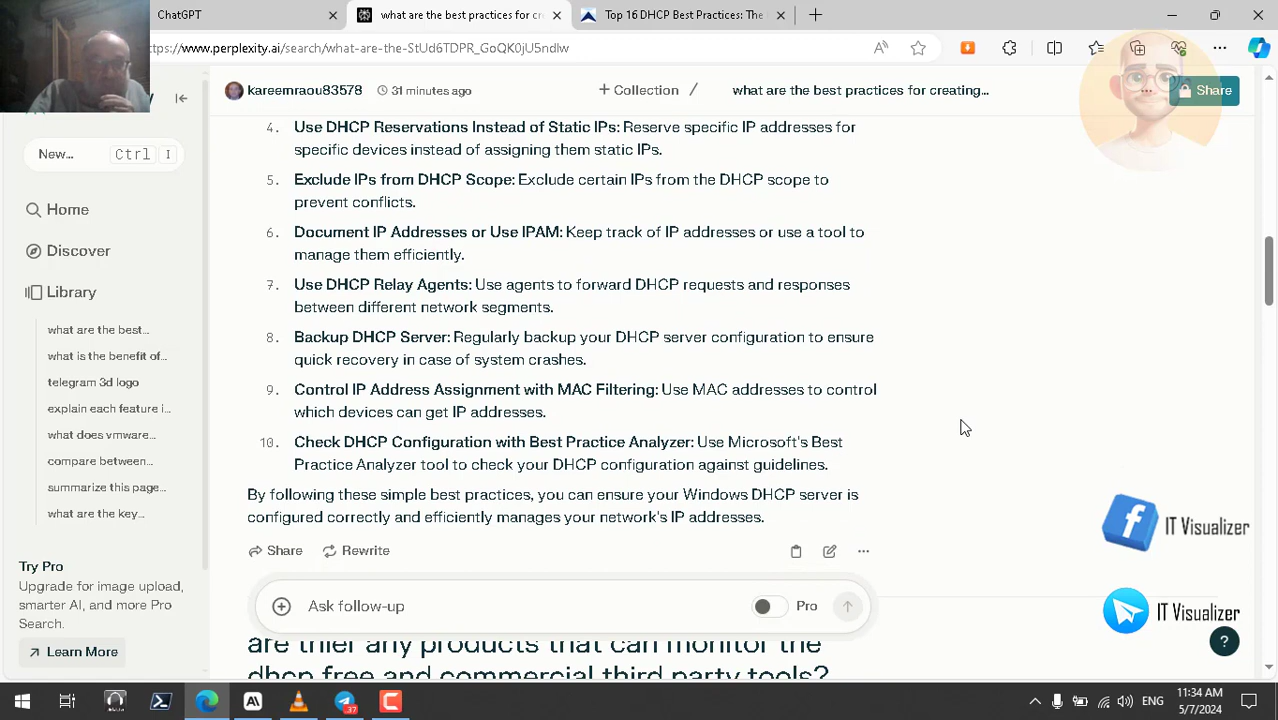 ChatGPT
what are the best practices for cr
Top 16 DHCP Best Practices: The
ttps://www.perplexity.ai/search/what-are-the-StUd6TDPR_GoQK0jU5ndlw
kareemraou83578
31 minutes ago
+ Collection /
what are the best practices for creating...
Share
New...
Ctrl
I
Home
Discover
Library
what are the best...
what is the benefit of...
telegram 3d logo
explain each feature i...
what does vmware...
compare between...
summarize this page...
what are the key...
Try Pro
Upgrade for image upload,
smarter AI, and more Pro
Search.
Learn More
4. Use DHCP Reservations Instead of Static IPs: Reserve specific IP addresses for
specific devices instead of assigning them static IPs.
5. Exclude IPs from DHCP Scope: Exclude certain IPs from the DHCP scope to
prevent conflicts.
6. Document IP Addresses or Use IPAM: Keep track of IP addresses or use a tool to
manage them efficiently.
7. Use DHCP Relay Agents: Use agents to forward DHCP requests and responses
between different network segments.
8. Backup DHCP Server: Regularly backup your DHCP server configuration to ensure
quick recovery in case of system crashes.
9. Control IP Address Assignment with MAC Filtering: Use MAC addresses to control
which devices can get IP addresses.
10. Check DHCP Configuration with Best Practice Analyzer: Use Microsoft's Best
Practice Analyzer tool to check your DHCP configuration against guidelines.
By following these simple best practices, you can ensure your Windows DHCP server is
configured correctly and efficiently manages your network's IP addresses.
Share
Rewrite
Ask follow-up
Pro
are thier any products that can monitor the
dhcp free and commercial third party tools?
IT Visualizer
IT Visualizer
?
37
ENG
11:34 AM
5/7/2024